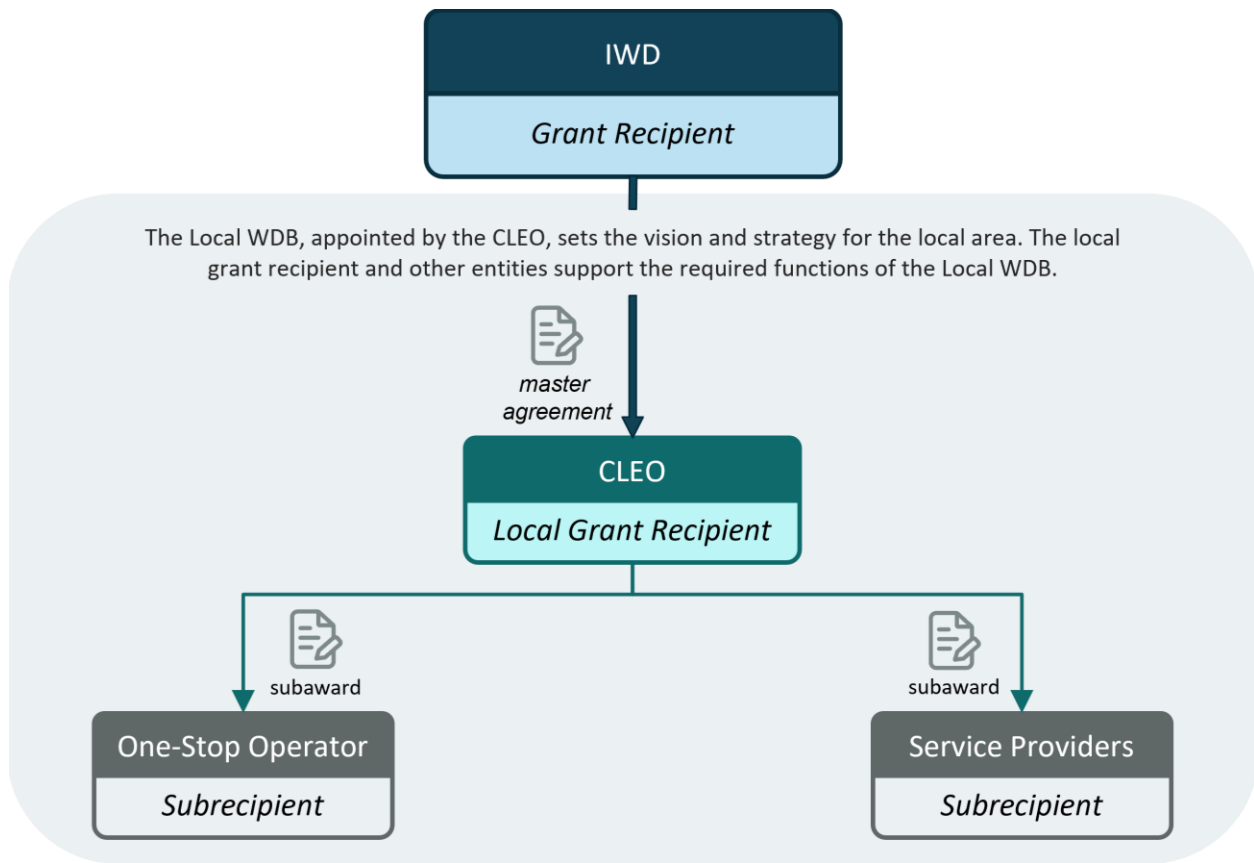 IWD
Grant Recipient
The Local WDB, appointed by the CLEO, sets the vision and strategy for the local area. The local
grant recipient and other entities support the required functions of the Local WDB.
master
agreement
CLEO
Local Grant Recipient
subaward
subaward
One-Stop Operator
Subrecipient
Service Providers
Subrecipient